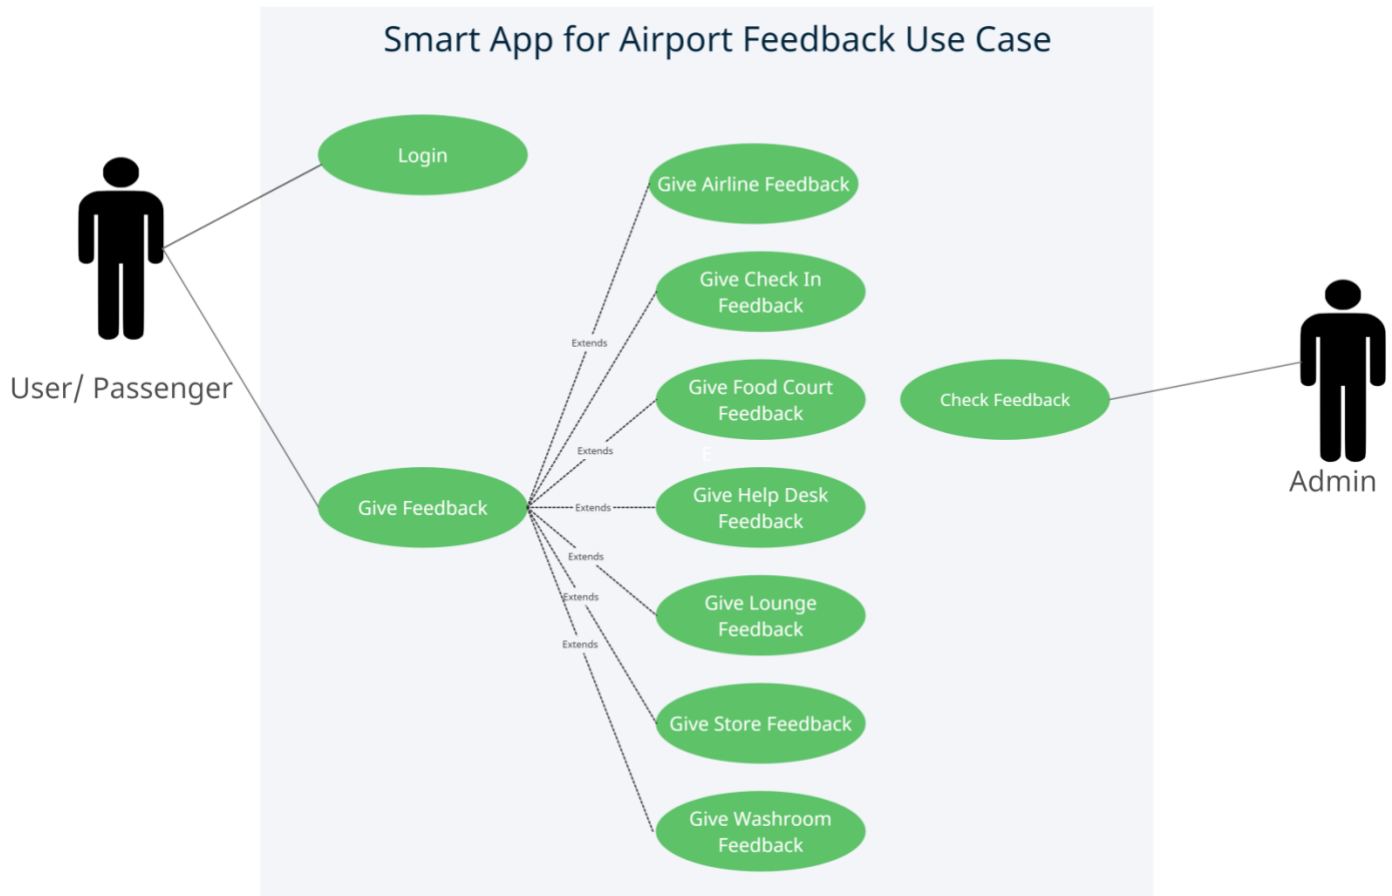 Smart App for Airport Feedback Use Case
Login
Give Airline Feedback
Give Check In
Feedback
Extends
User/ Passenger
Give Food Court
Feedback
Check Feedback
Extends
E
Admin
Give Feedback
Extends
Give Help Desk
Feedback
Extends
Extends
Give Lounge
Feedback
Extends
Give Store Feedback
Give Washroom
Feedback